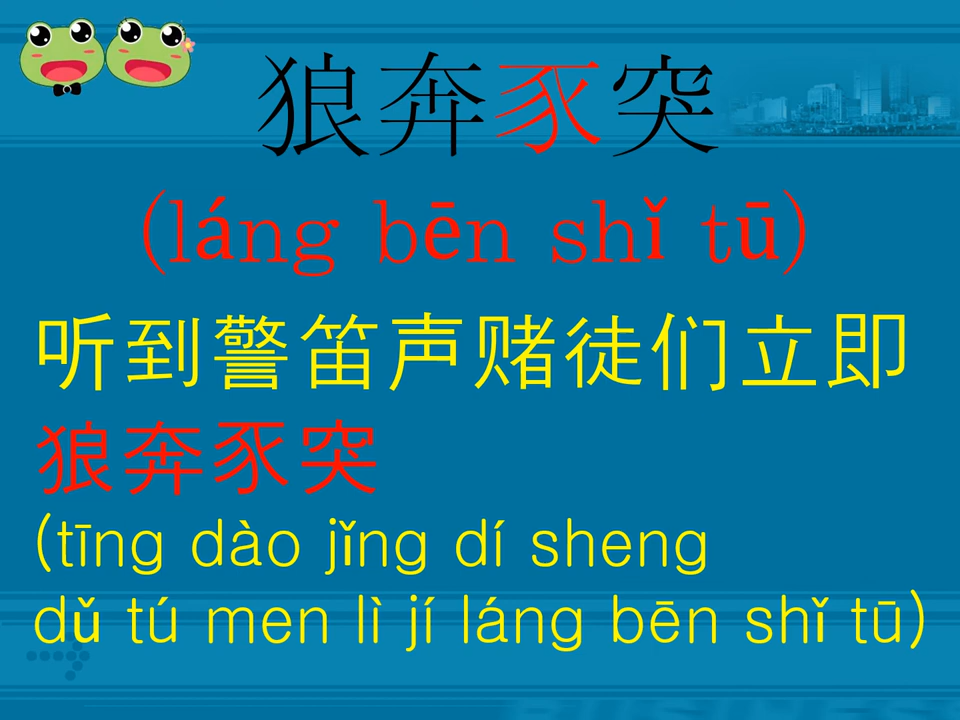 狼奔豕突
(láng bēn shǐ tū)
听到警笛声赌徒们立即
狼奔豕突
(tīng dào jǐng dí sheng
dǔ tú men lì jí láng bēn shǐ tū)